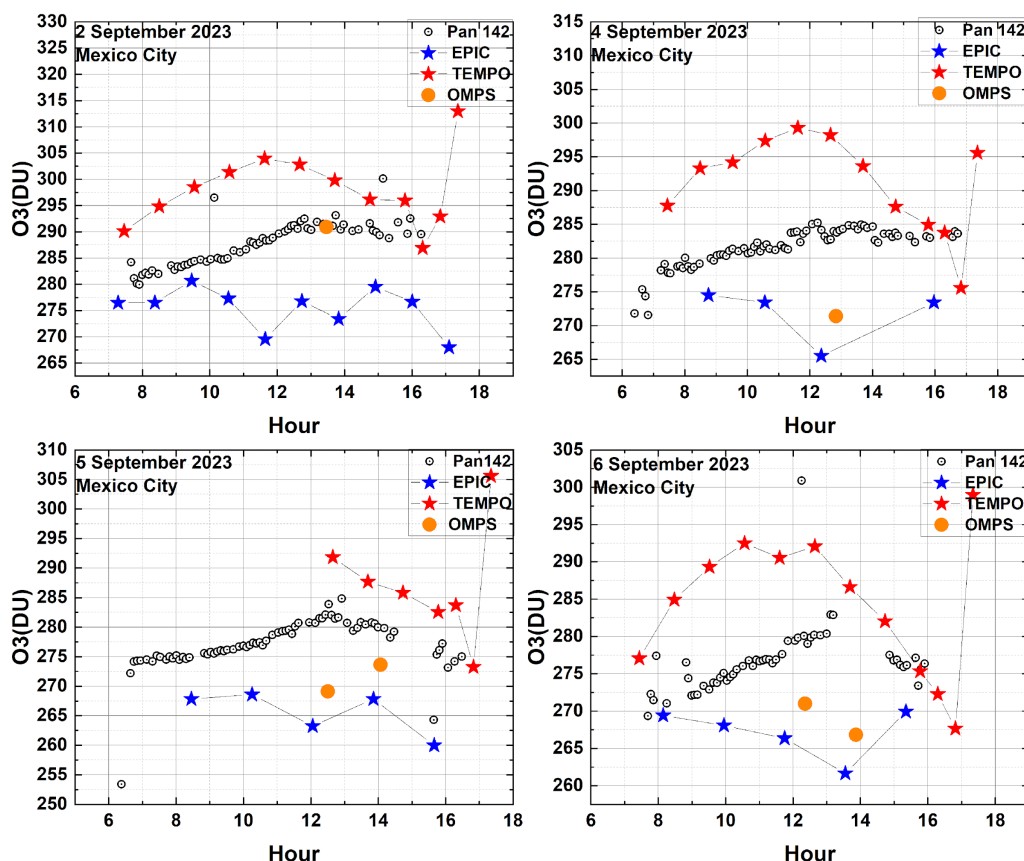 2 September 2023
Mexico City
Pan 142
EPIC
TEMPO
OMPS
O3(DU)
330
325
320
315
310
305
300
295
290
285
280
275
270
265
6 8 10 12 14 16 18
Hour
4 September 2023
Mexico City
Pan 142
EPIC
TEMPO
OMPS
O3(DU)
315
310
305
300
295
290
285
280
275
270
265
6 8 10 12 14 16 18
Hour
5 September 2023
Mexico City
Pan 142
EPIC
TEMPO
OMPS
O3(DU)
310
305
300
295
290
285
280
275
270
265
260
255
250
6 8 10 12 14 16 18
Hour
6 September 2023
Mexico City
Pan 142
EPIC
TEMPO
OMPS
O3(DU)
305
300
295
290
285
280
275
270
265
260
6 8 10 12 14 16 18
Hour